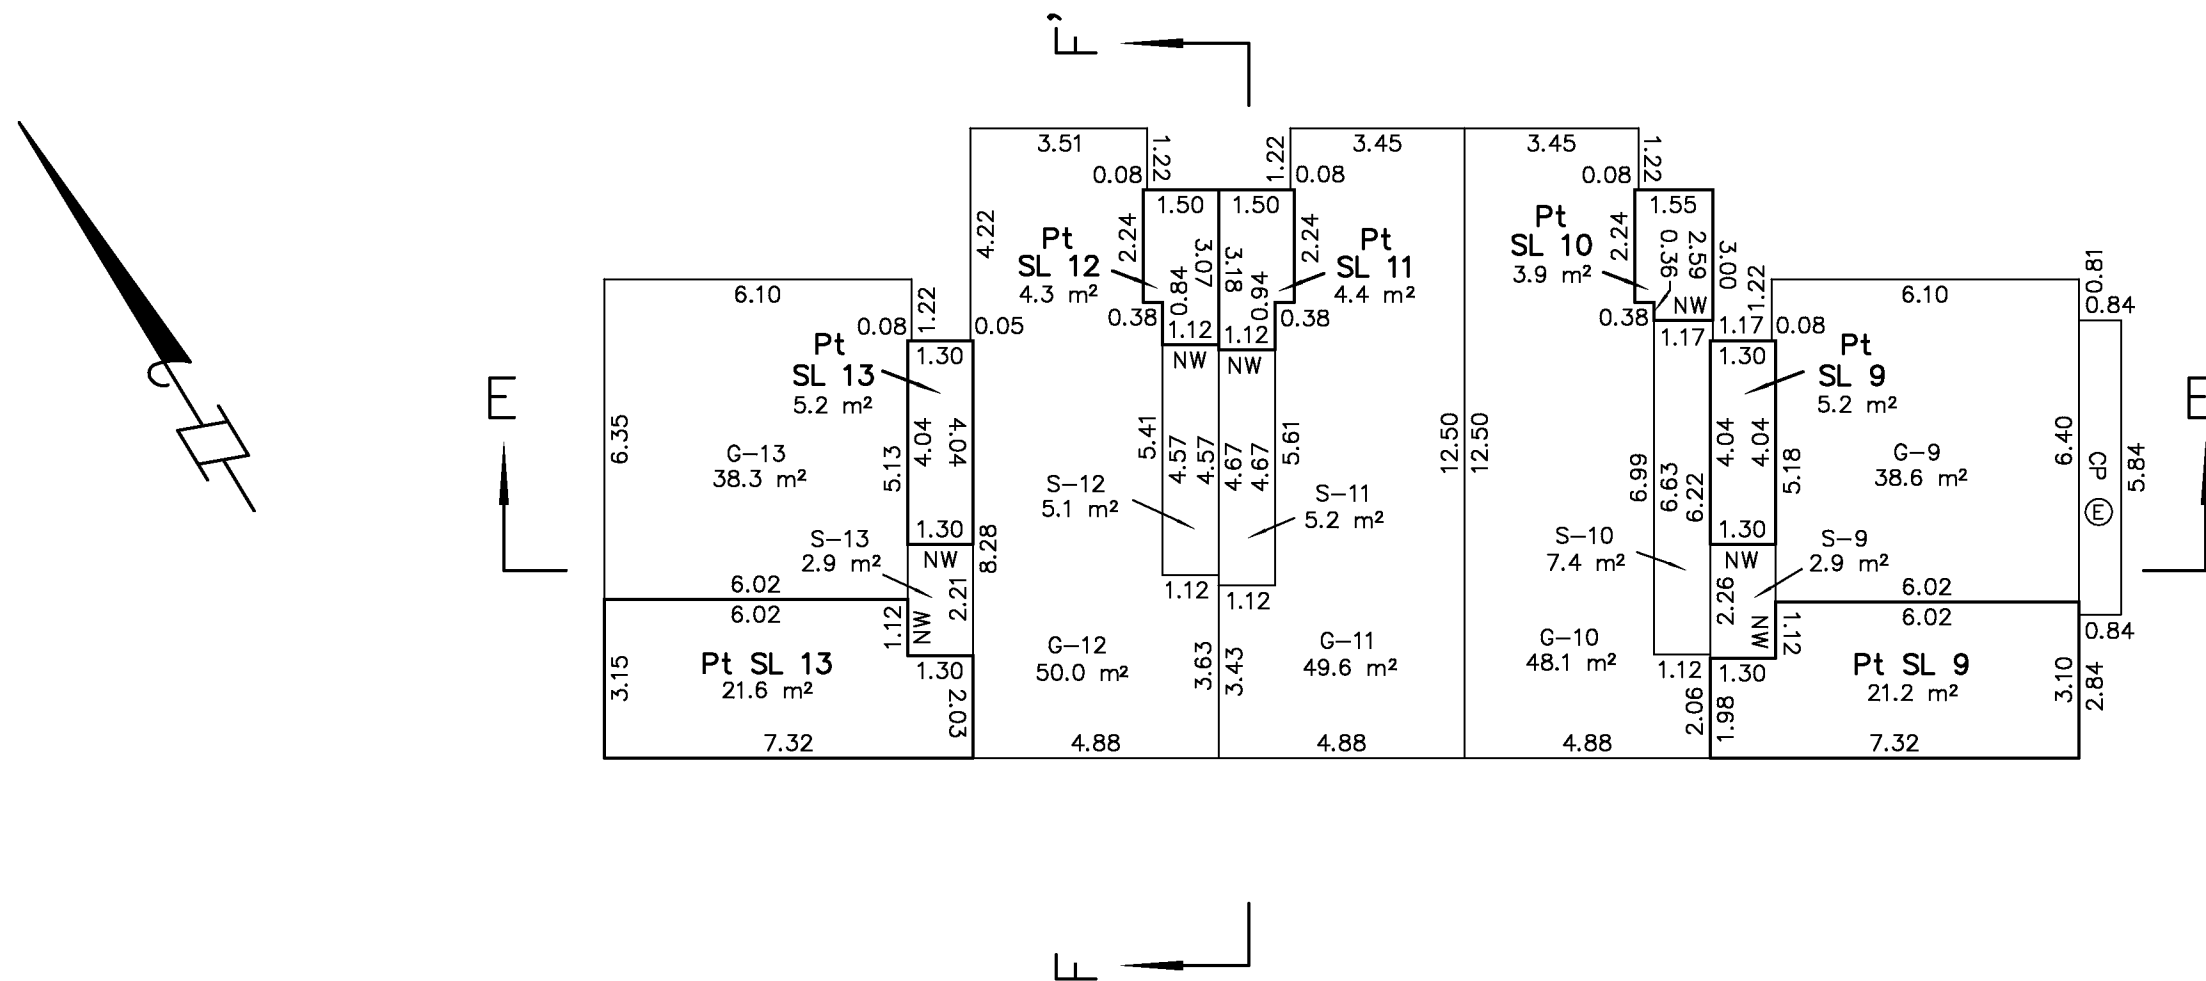 F
3.51
1.22
0.08
1.22
3.45
0.08
3.45
1.22
0.08
4.22
1.50
1.50
1.55
2.24
3.07
3.18
2.24
2.24
0.36
2.59
3.00
Pt
SL 12
4.3 m²
Pt
SL 11
4.4 m²
Pt
SL 10
3.9 m²
0.84
0.94
0.38
0.38
0.38
1.12
1.12
NW
1.17
NW
NW
6.10
1.22
0.08
0.05
1.22
1.17
0.08
6.10
0.18
0.84
Pt
SL 13
5.2 m²
1.30
1.30
Pt
SL 9
5.2 m²
E
E
6.35
G-13
38.3 m²
5.13
4.04
4.04
5.41
4.57
4.57
4.67
4.67
5.61
12.50
12.50
6.99
6.93
6.22
4.04
4.04
5.18
G-9
38.6 m²
6.40
CP
E
5.84
S-12
5.1 m²
S-11
5.2 m²
S-13
2.9 m²
1.30
NW
8.28
S-10
7.4 m²
1.30
NW
S-9
2.9 m²
6.02
6.02
1.12
NW
2.21
1.12
1.12
2.26
NW
1.12
6.02
6.02
0.84
3.15
Pt SL 13
21.6 m²
1.30
2.03
G-12
50.0 m²
3.63
3.43
G-11
49.6 m²
G-10
48.1 m²
1.12
2.06
1.30
1.98
Pt SL 9
21.2 m²
3.10
2.84
7.32
4.88
4.88
4.88
7.32
F